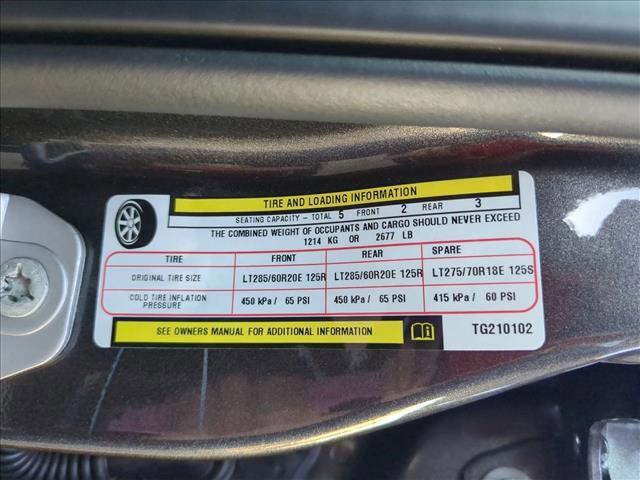 TIRE AND LOADING INFORMATION
SEATING CAPACITY - TOTAL 5 FRONT 2 REAR 3
THE COMBINED WEIGHT OF OCCUPANTS AND CARGO SHOULD NEVER EXCEED
1214 KG OR 2677 LB
TIRE FRONT REAR SPARE
ORIGINAL TIRE SIZE LT285/60R20E 125R LT285/60R20E 125R LT275/70R18E 125S
COLD TIRE INFLATION PRESSURE 450 kPa / 65 PSI 450 kPa / 65 PSI 415 kPa / 60 PSI
SEE OWNERS MANUAL FOR ADDITIONAL INFORMATION TG210102